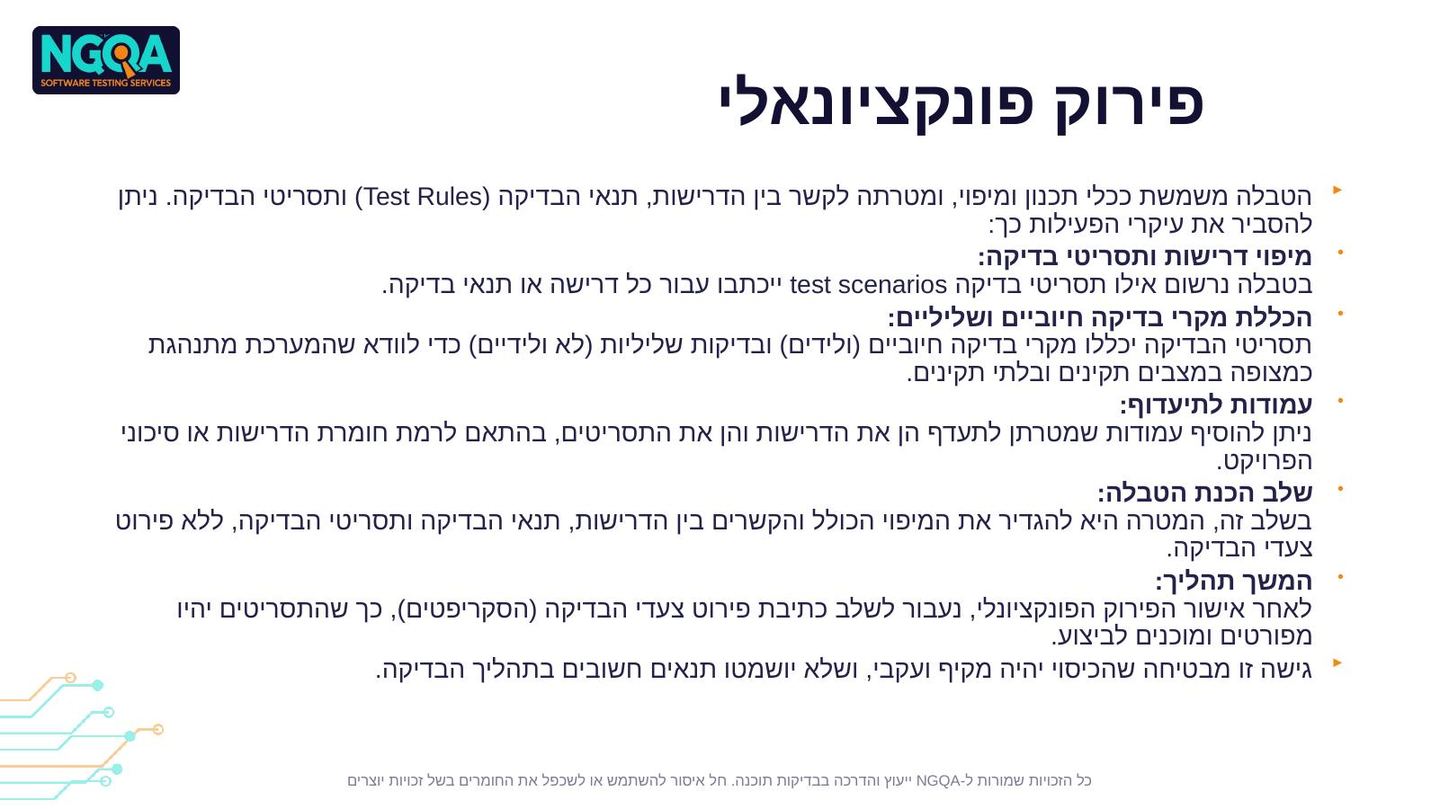 NGQA
SOFTWARE TESTING SERVICES
פירוק פונקציונאלי
הטבלה משמשת ככלי תכנון ומיפוי, ומטרתה לקשר בין הדרישות, תנאי הבדיקה (Test Rules) ותסריטי הבדיקה. ניתן
להסביר את עיקרי הפעילות כך:
מיפוי דרישות ותסריטי בדיקה:
בטבלה נרשום אילו תסריטי בדיקה test scenarios ייכתבו עבור כל דרישה או תנאי בדיקה.
הכללת מקרי בדיקה חיוביים ושליליים:
תסריטי הבדיקה יכללו מקרי בדיקה חיוביים (ולידים) ובדיקות שליליות (לא ולידיים) כדי לוודא שהמערכת מתנהגת
כמצופה במצבים תקינים ובלתי תקינים.
עמודות לתיעדוף:
ניתן להוסיף עמודות שמטרתן לתעדף הן את הדרישות והן את התסריטים, בהתאם לרמת חומרת הדרישות או סיכוני
הפרויקט.
שלב הכנת הטבלה:
בשלב זה, המטרה היא להגדיר את המיפוי הכולל והקשרים בין הדרישות, תנאי הבדיקה ותסריטי הבדיקה, ללא פירוט
צעדי הבדיקה.
המשך תהליך:
לאחר אישור הפירוק הפונקציונלי, נעבור לשלב כתיבת פירוט צעדי הבדיקה (הסקריפטים), כך שהתסריטים יהיו
מפורטים ומוכנים לביצוע.
גישה זו מבטיחה שהכיסוי יהיה מקיף ועקבי, ושלא יושמטו תנאים חשובים בתהליך הבדיקה.
כל הזכויות שמורות ל-NGQA ייעוץ והדרכה בבדיקות תוכנה. חל איסור להשתמש או לשכפל את החומרים בשל זכויות יוצרים